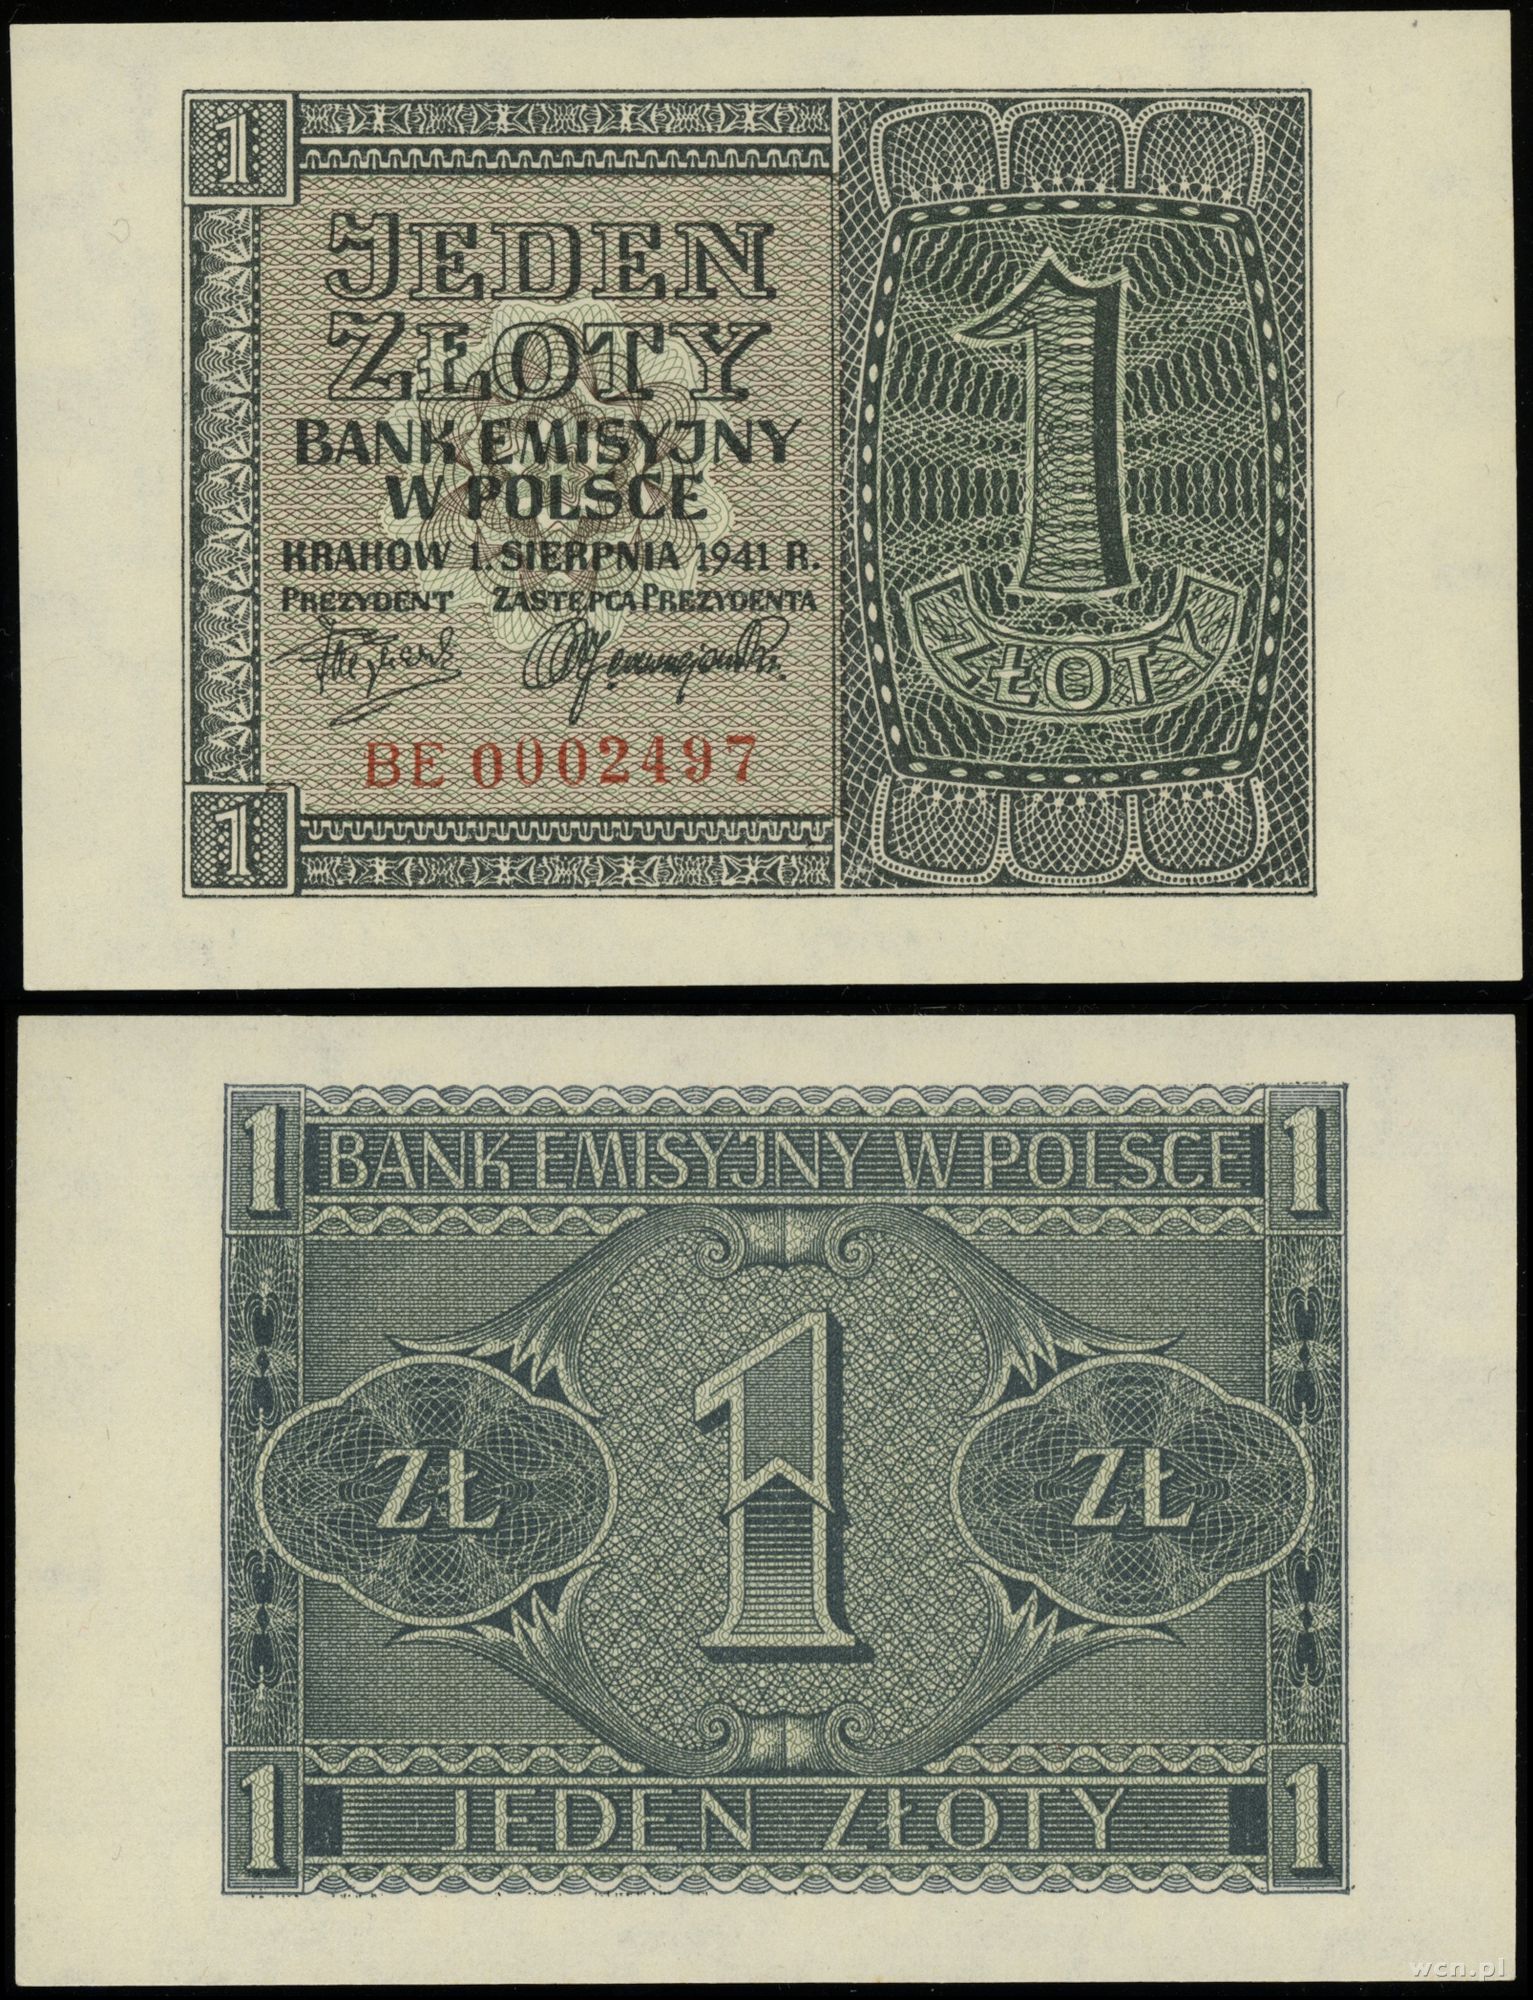 1
JEDEN
ZŁOTY
BANK EMISYJNY
W POLSCE
KRAKÓW 1. SIERPNIA 1941 R.
PREZYDENT ZASTĘPCA PREZYDENTA
BE 0002497
1
1
ZŁOTY
1 BANK EMISYJNY W POLSCE 1
ZŁ 1 ZŁ
1 JEDEN ZŁOTY 1
wcn.pl